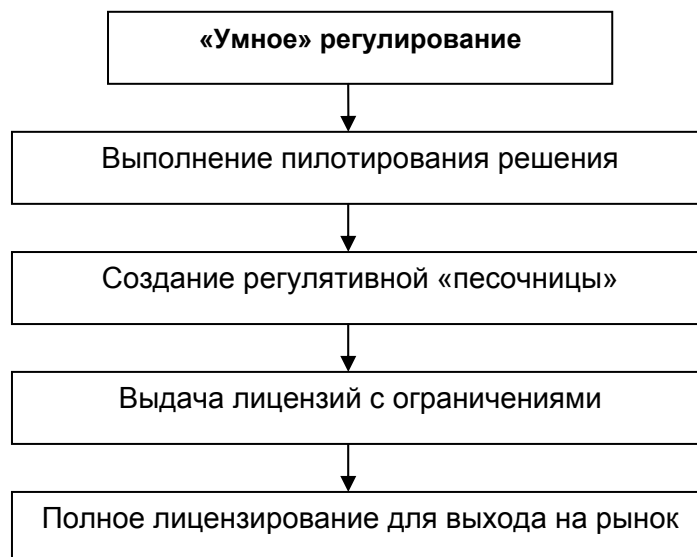 «Умное» регулирование
Выполнение пилотирования решения
Создание регулятивной «песочницы»
Выдача лицензий с ограничениями
Полное лицензирование для выхода на рынок